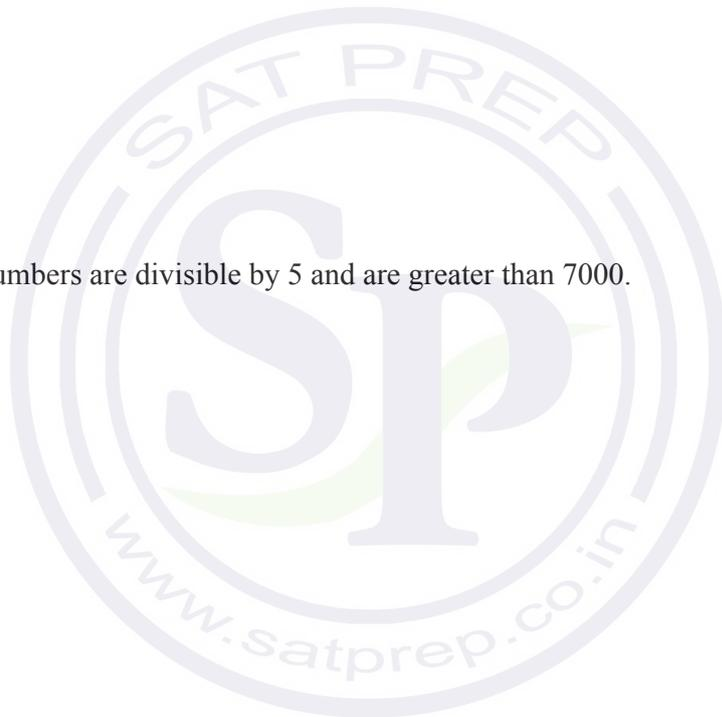 SAT PREP
umbers are divisible by 5 and are greater than 7000.
SP
www.satprep.co.in